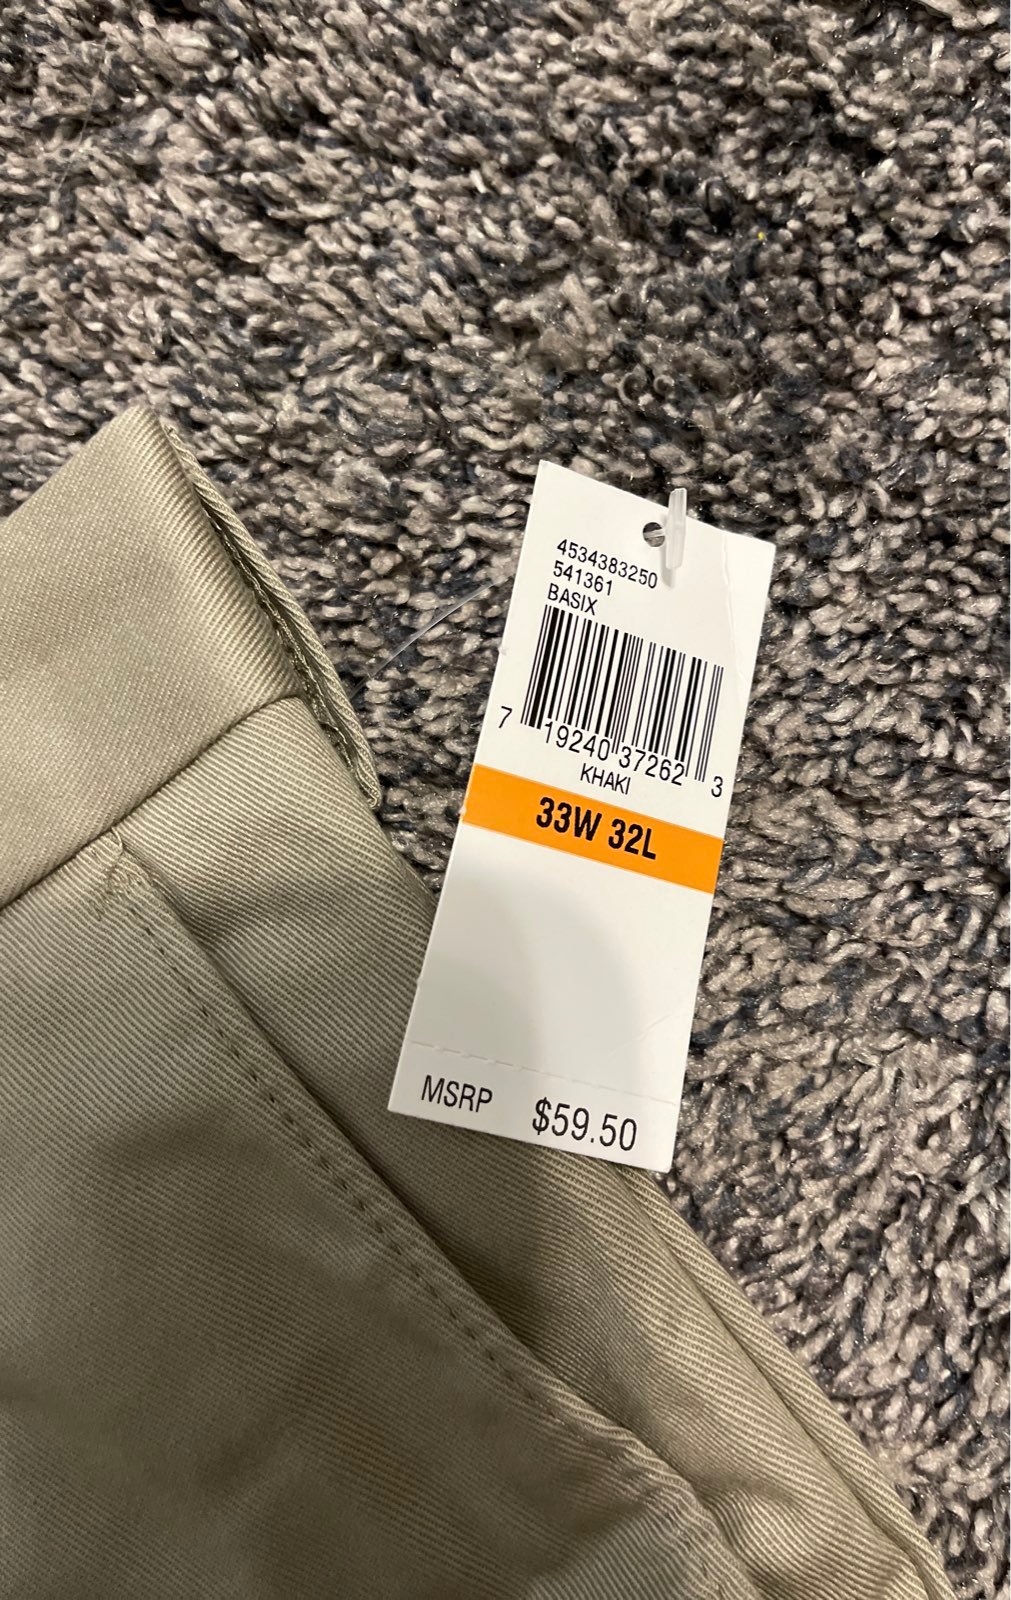 4534383250
541361
BASIX
7 19240 37262 3
KHAKI
33W 32L
MSRP $59.50